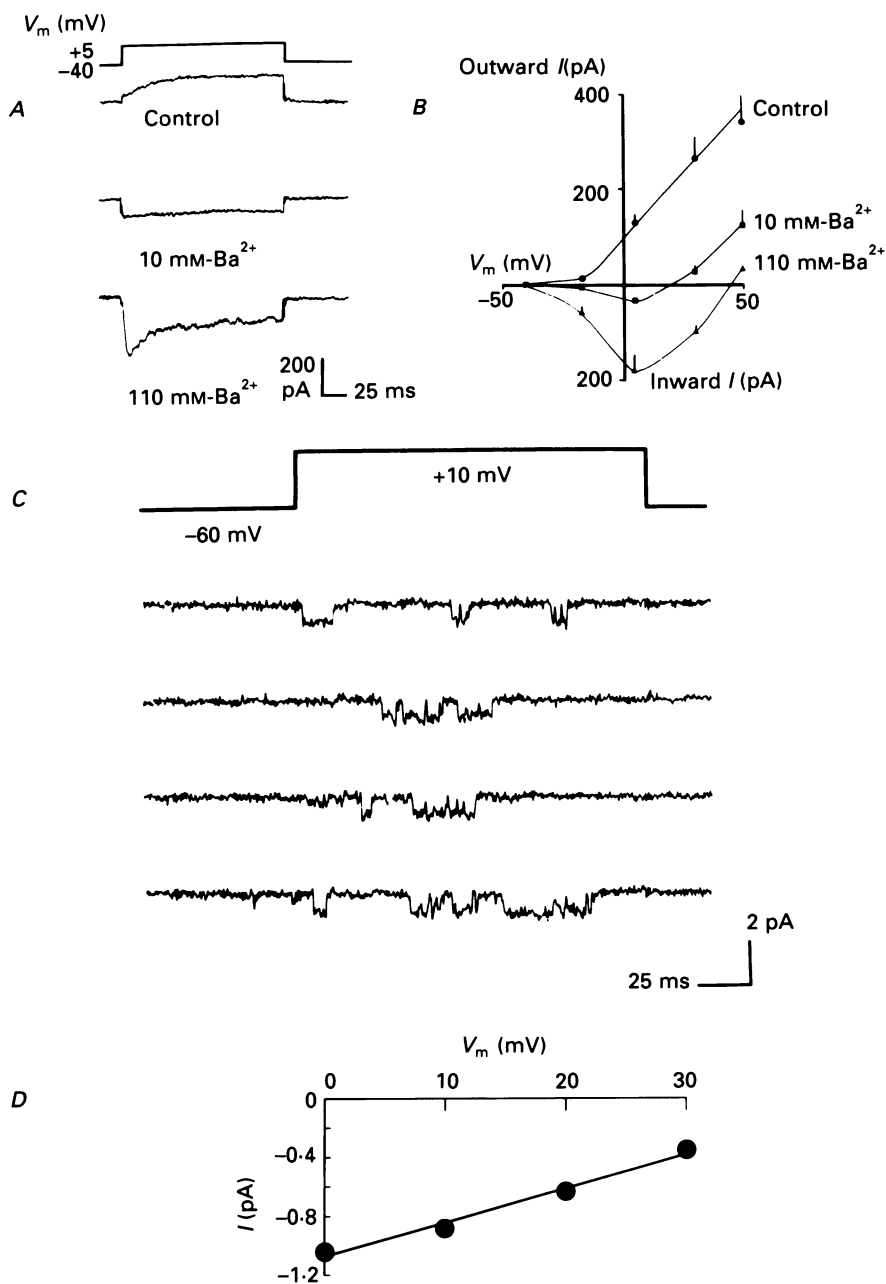 A
V_m (mV)
+5
−40
Control
10 mM-Ba²⁺
110 mM-Ba²⁺
200
pA
25 ms
B
Outward I(pA)
400
Control
200
10 mM-Ba²⁺
V_m (mV)
110 mM-Ba²⁺
−50
50
200
Inward I (pA)
C
+10 mV
−60 mV
2 pA
25 ms
D
V_m (mV)
0 10 20 30
0
−0·4
−0·8
−1·2
I (pA)